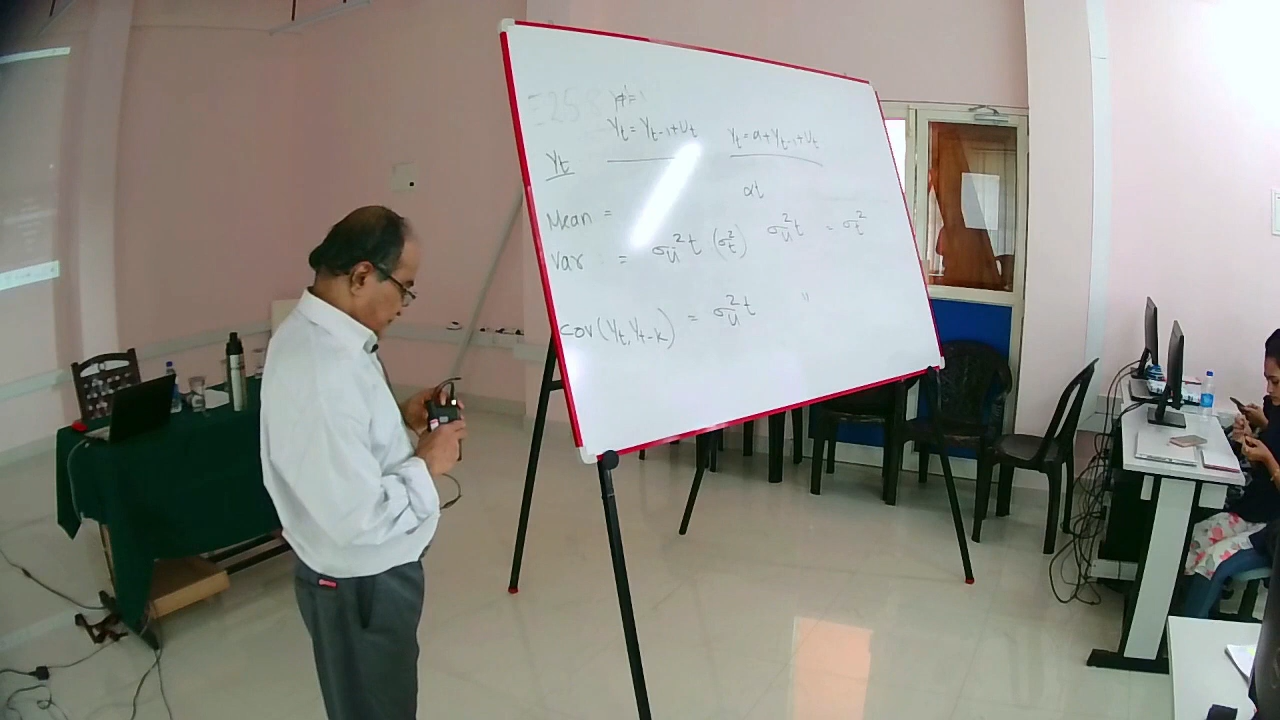 φ = 1
Yt = Yt-1 + Ut    Yt = a + Yt-1 + Ut
Yt
at
Mean =
Var = σu²t (σt²)    σu²t = σt²
Cov(Yt, Yt-k) = σu²t    "